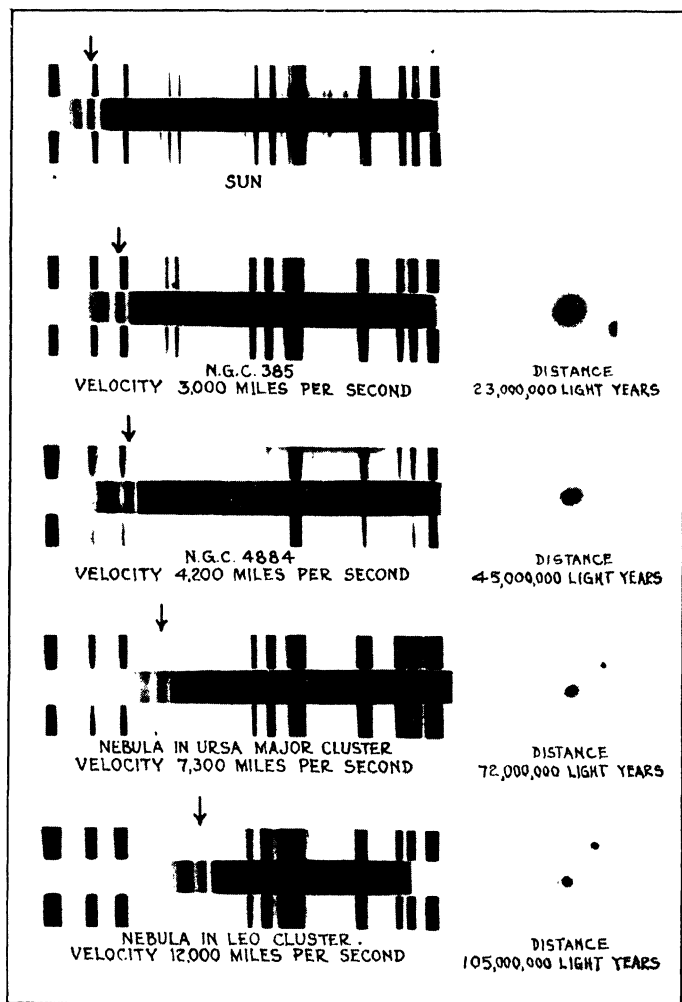 SUN
N.G.C. 385
VELOCITY 3,000 MILES PER SECOND
DISTANCE
23,000,000 LIGHT YEARS
N.G.C. 4884
VELOCITY 4,200 MILES PER SECOND
DISTANCE
45,000,000 LIGHT YEARS
NEBULA IN URSA MAJOR CLUSTER
VELOCITY 7,300 MILES PER SECOND
DISTANCE
72,000,000 LIGHT YEARS
NEBULA IN LEO CLUSTER.
VELOCITY 12,000 MILES PER SECOND
DISTANCE
105,000,000 LIGHT YEARS